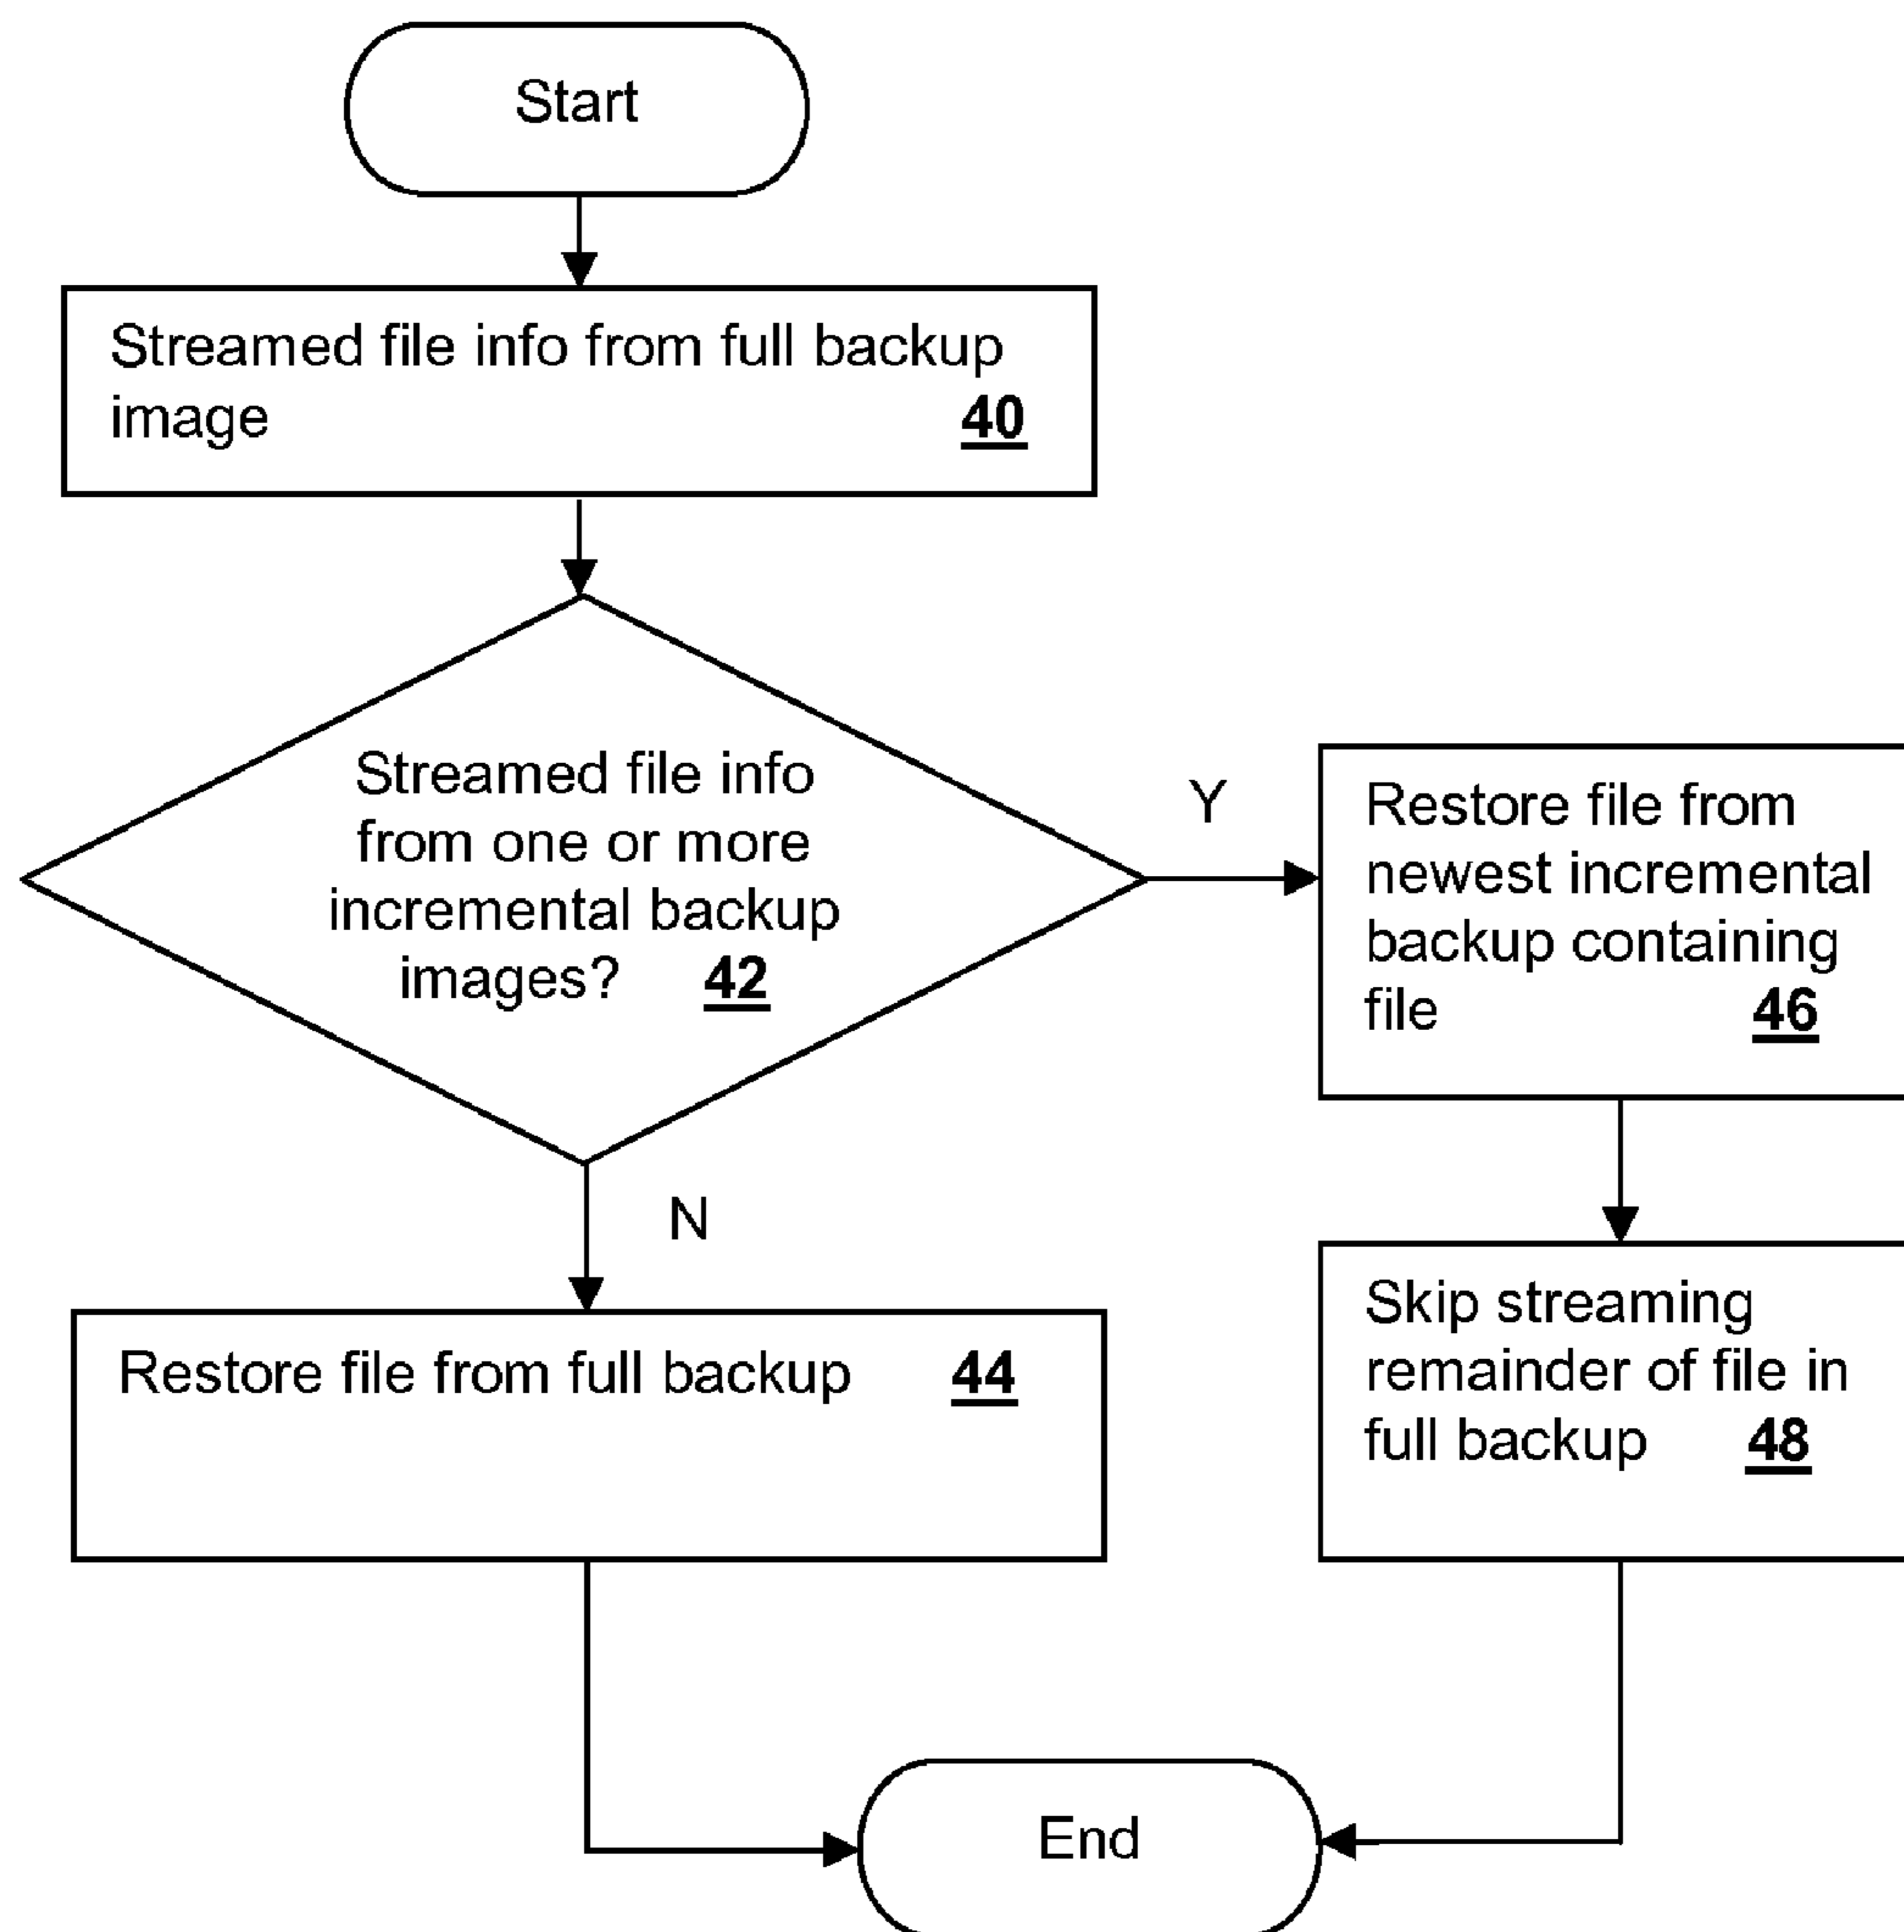 Start
Streamed file info from full backup
image 40
Streamed file info
from one or more
incremental backup
images? 42
Y
Restore file from
newest incremental
backup containing
file 46
N
Restore file from full backup 44
Skip streaming
remainder of file in
full backup 48
End